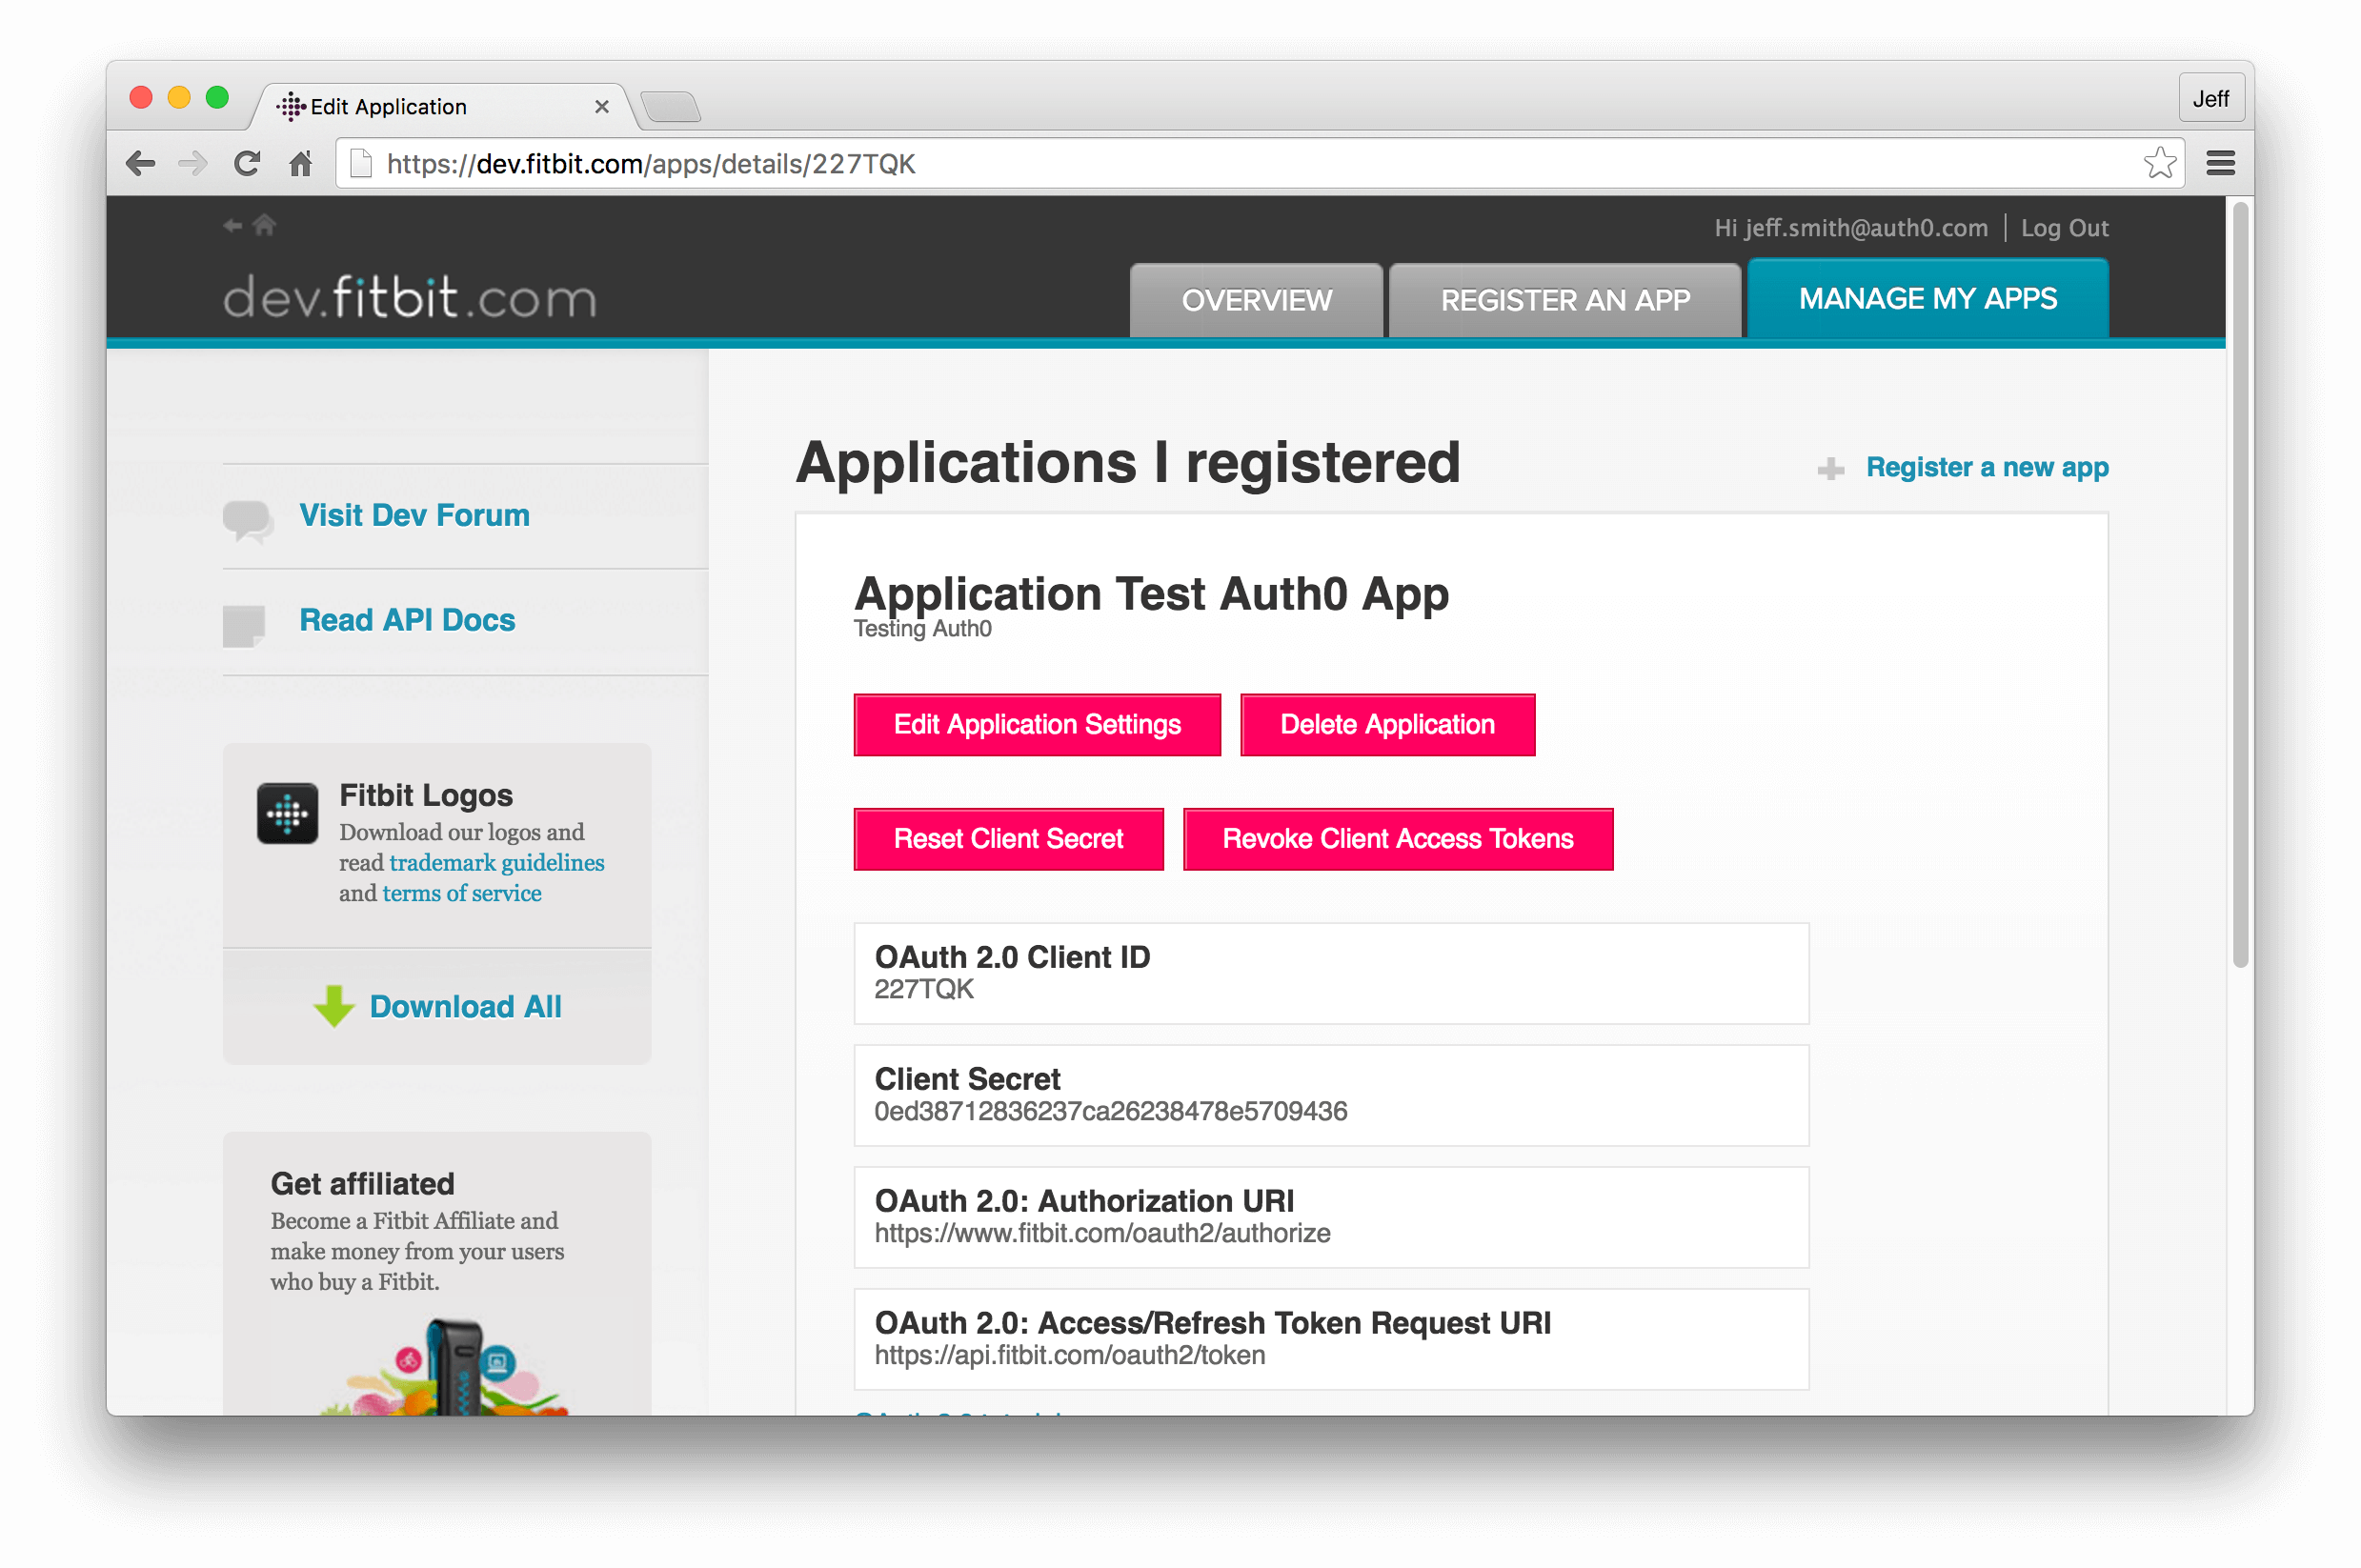 Edit Application
Jeff
https://dev.fitbit.com/apps/details/227TQK
Hi jeff.smith@auth0.com | Log Out
dev.fitbit.com
OVERVIEW
REGISTER AN APP
MANAGE MY APPS
Visit Dev Forum
Read API Docs
Fitbit Logos
Download our logos and
read trademark guidelines
and terms of service
Download All
Get affiliated
Become a Fitbit Affiliate and
make money from your users
who buy a Fitbit.
Applications I registered
Register a new app
Application Test Auth0 App
Testing Auth0
Edit Application Settings
Delete Application
Reset Client Secret
Revoke Client Access Tokens
OAuth 2.0 Client ID
227TQK
Client Secret
0ed38712836237ca26238478e5709436
OAuth 2.0: Authorization URI
https://www.fitbit.com/oauth2/authorize
OAuth 2.0: Access/Refresh Token Request URI
https://api.fitbit.com/oauth2/token